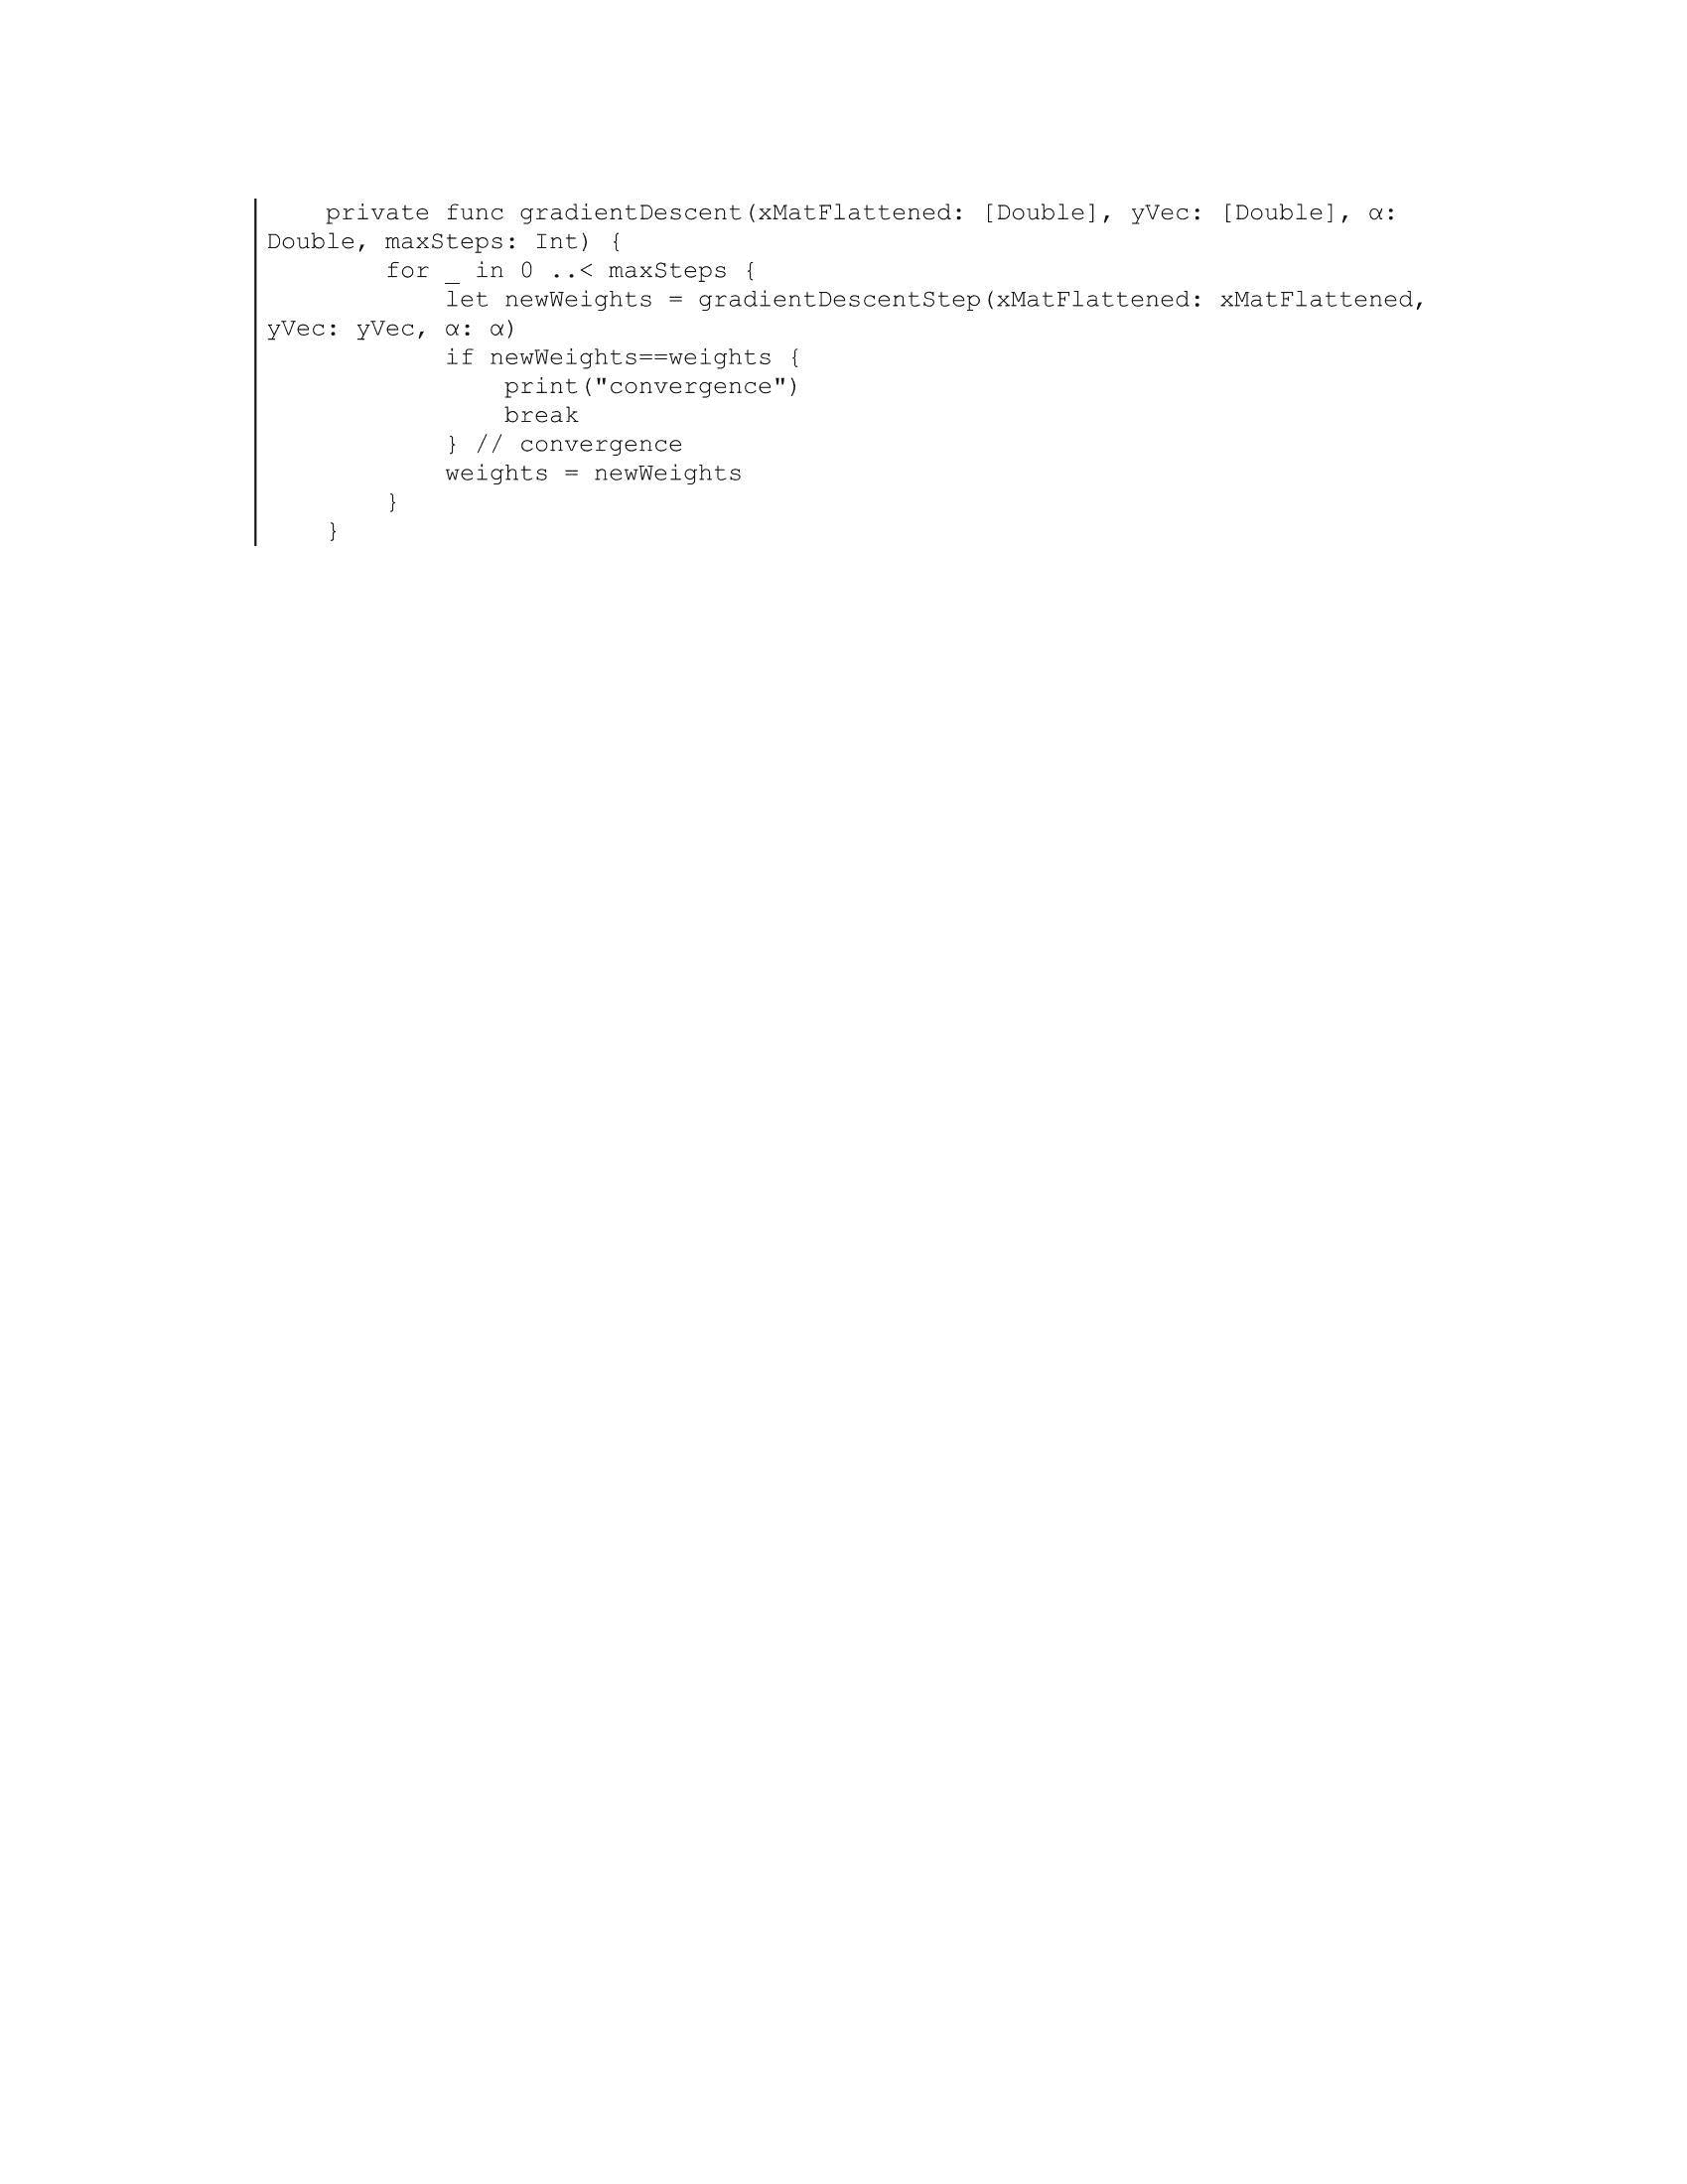 private func gradientDescent(xMatFlattened: [Double], yVec: [Double], α:
Double, maxSteps: Int) {
        for _ in 0 ..< maxSteps {
            let newWeights = gradientDescentStep(xMatFlattened: xMatFlattened,
yVec: yVec, α: α)
            if newWeights==weights {
                print("convergence")
                break
            } // convergence
            weights = newWeights
        }
    }